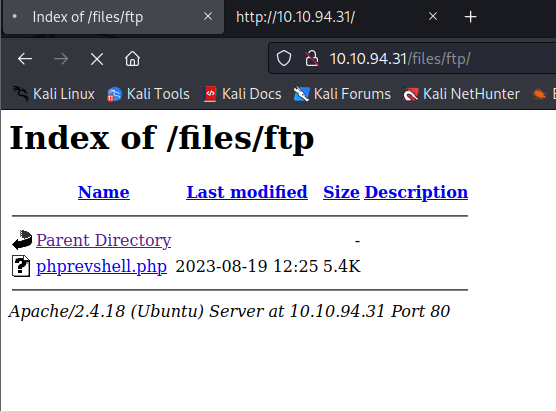 Index of /files/ftp
http://10.10.94.31/
10.10.94.31/files/ftp/
Kali Linux Kali Tools Kali Docs Kali Forums Kali NetHunter
Index of /files/ftp
Name Last modified Size Description
Parent Directory -
phprevshell.php 2023-08-19 12:25 5.4K
Apache/2.4.18 (Ubuntu) Server at 10.10.94.31 Port 80